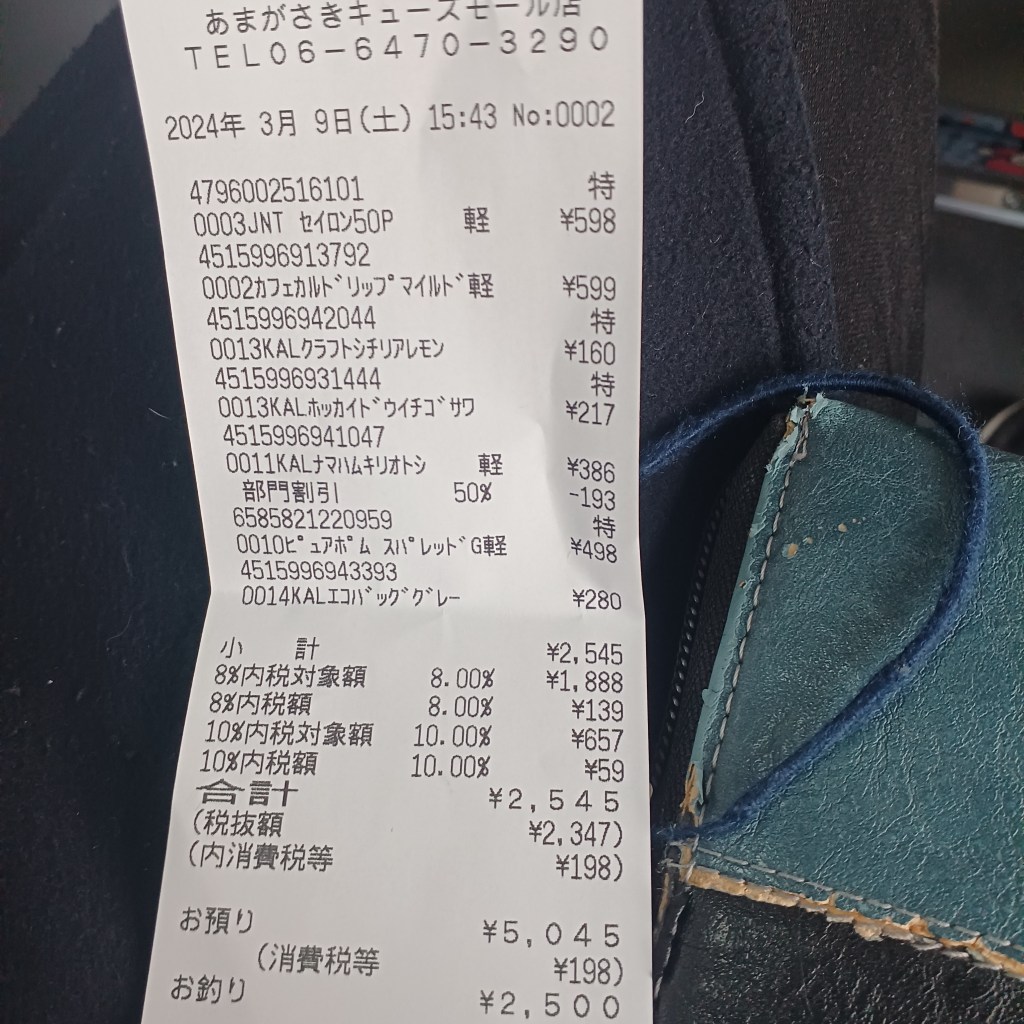 あまがさきキューズモール店
TEL06-6470-3290
2024年 3月 9日(土) 15:43 No:0002
4796002516101 特
0003JNT ｾｲﾛﾝ50P 軽 ¥598
4515996913792
0002ｶﾌｪｶﾙﾄﾞﾘｯﾌﾟﾏｲﾙﾄﾞ軽 ¥599
4515996942044 特
0013KALｸﾗﾌﾄｼﾁﾘｱﾚﾓﾝ ¥160
4515996931444 特
0013KALﾎｯｶｲﾄﾞｳｲﾁｺﾞｻﾜ ¥217
4515996941047
0011KALﾅﾏﾊﾑｷﾘｵﾄｼ 軽 ¥386
部門割引 50% -193
6585821220959 特
0010ﾋﾟｭｱﾎﾟﾑ ｽﾊﾟﾚｯﾄﾞG軽 ¥498
4515996943393
0014KALｴｺﾊﾞｯｸﾞｸﾞﾚｰ ¥280
小 計 ¥2,545
8%内税対象額 8.00% ¥1,888
8%内税額 8.00% ¥139
10%内税対象額 10.00% ¥657
10%内税額 10.00% ¥59
合計 ¥2,545
(税抜額 ¥2,347)
(内消費税等 ¥198)
お預り ¥5,045
(消費税等 ¥198)
お釣り ¥2,500